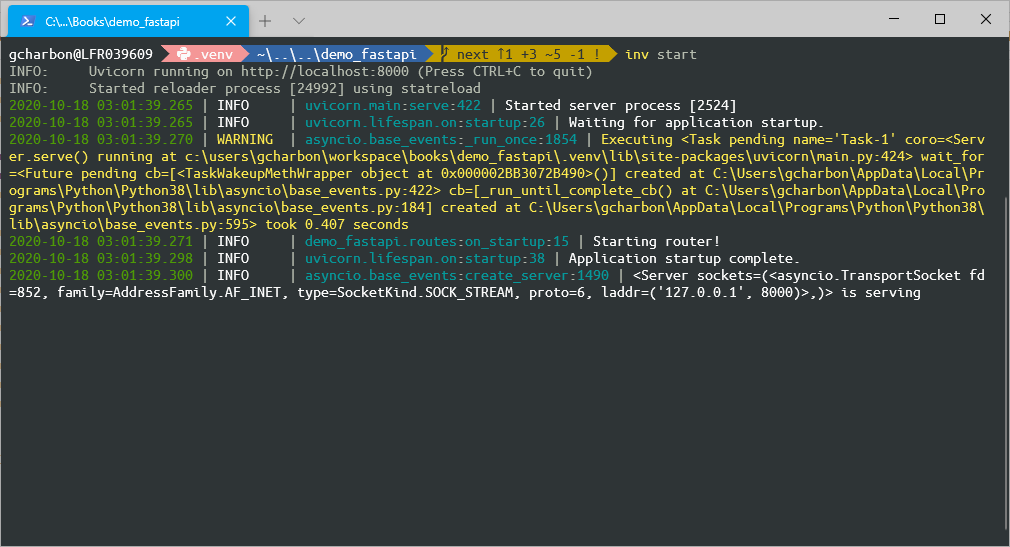 C:\...\Books\demo_fastapi
gcharbon@LFR039609 .venv ~\..\..\demo_fastapi next ↑1 +3 ~5 -1 ! inv start
INFO:     Uvicorn running on http://localhost:8000 (Press CTRL+C to quit)
INFO:     Started reloader process [24992] using statreload
2020-10-18 03:01:39.265 | INFO     | uvicorn.main:serve:422 | Started server process [2524]
2020-10-18 03:01:39.265 | INFO     | uvicorn.lifespan.on:startup:26 | Waiting for application startup.
2020-10-18 03:01:39.270 | WARNING  | asyncio.base_events:_run_once:1854 | Executing <Task pending name='Task-1' coro=<Serv
er.serve() running at c:\users\gcharbon\workspace\books\demo_fastapi\.venv\lib\site-packages\uvicorn\main.py:424> wait_for
=<Future pending cb=[<TaskWakeupMethWrapper object at 0x000002BB3072B490>()] created at C:\Users\gcharbon\AppData\Local\Pr
ograms\Python\Python38\lib\asyncio\base_events.py:422> cb=[_run_until_complete_cb() at C:\Users\gcharbon\AppData\Local\Pro
grams\Python\Python38\lib\asyncio\base_events.py:184] created at C:\Users\gcharbon\AppData\Local\Programs\Python\Python38\
lib\asyncio\base_events.py:595> took 0.407 seconds
2020-10-18 03:01:39.271 | INFO     | demo_fastapi.routes:on_startup:15 | Starting router!
2020-10-18 03:01:39.298 | INFO     | uvicorn.lifespan.on:startup:38 | Application startup complete.
2020-10-18 03:01:39.300 | INFO     | asyncio.base_events:create_server:1490 | <Server sockets=(<asyncio.TransportSocket fd
=852, family=AddressFamily.AF_INET, type=SocketKind.SOCK_STREAM, proto=6, laddr=('127.0.0.1', 8000)>,)> is serving